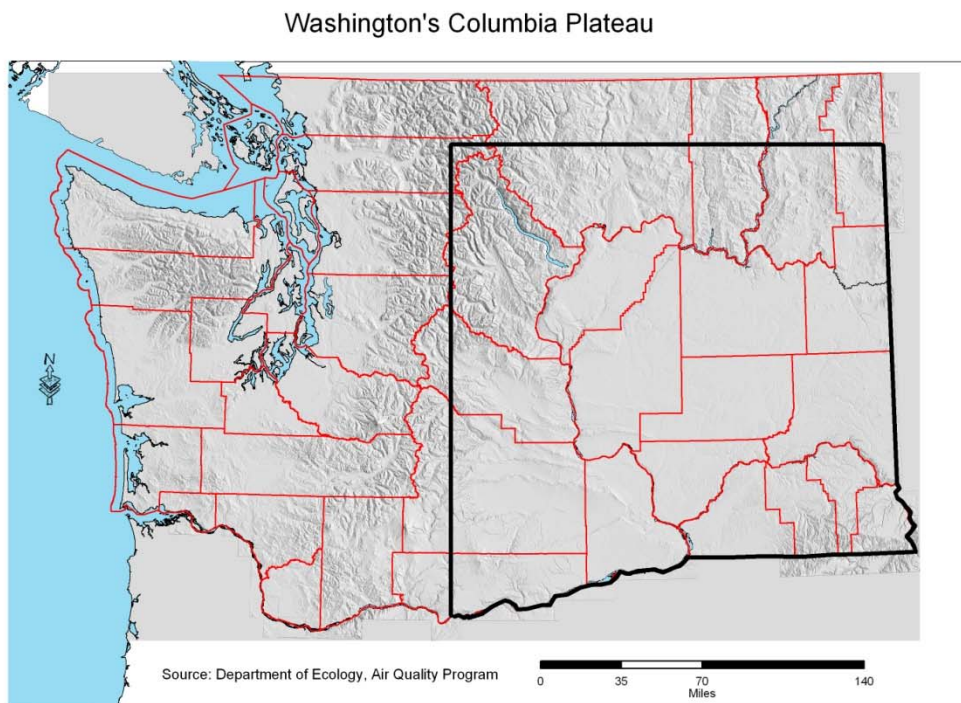 Washington's Columbia Plateau
N
Source: Department of Ecology, Air Quality Program
0 35 70 140
Miles